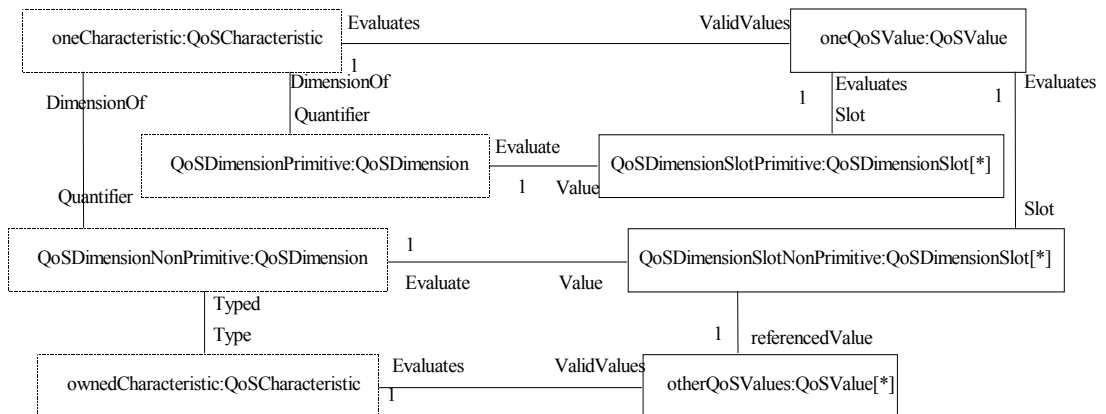 Evaluates
ValidValues
oneCharacteristic:QoSCharacteristic
oneQoSValue:QoSValue
1
DimensionOf
DimensionOf
Evaluates
Evaluates
1
1
Quantifier
Slot
Evaluate
QoSDimensionPrimitive:QoSDimension
QoSDimensionSlotPrimitive:QoSDimensionSlot[*]
1
Value
Quantifier
Slot
1
QoSDimensionNonPrimitive:QoSDimension
QoSDimensionSlotNonPrimitive:QoSDimensionSlot[*]
Evaluate
Value
Typed
Type
1
referencedValue
Evaluates
ValidValues
ownedCharacteristic:QoSCharacteristic
otherQoSValues:QoSValue[*]
1